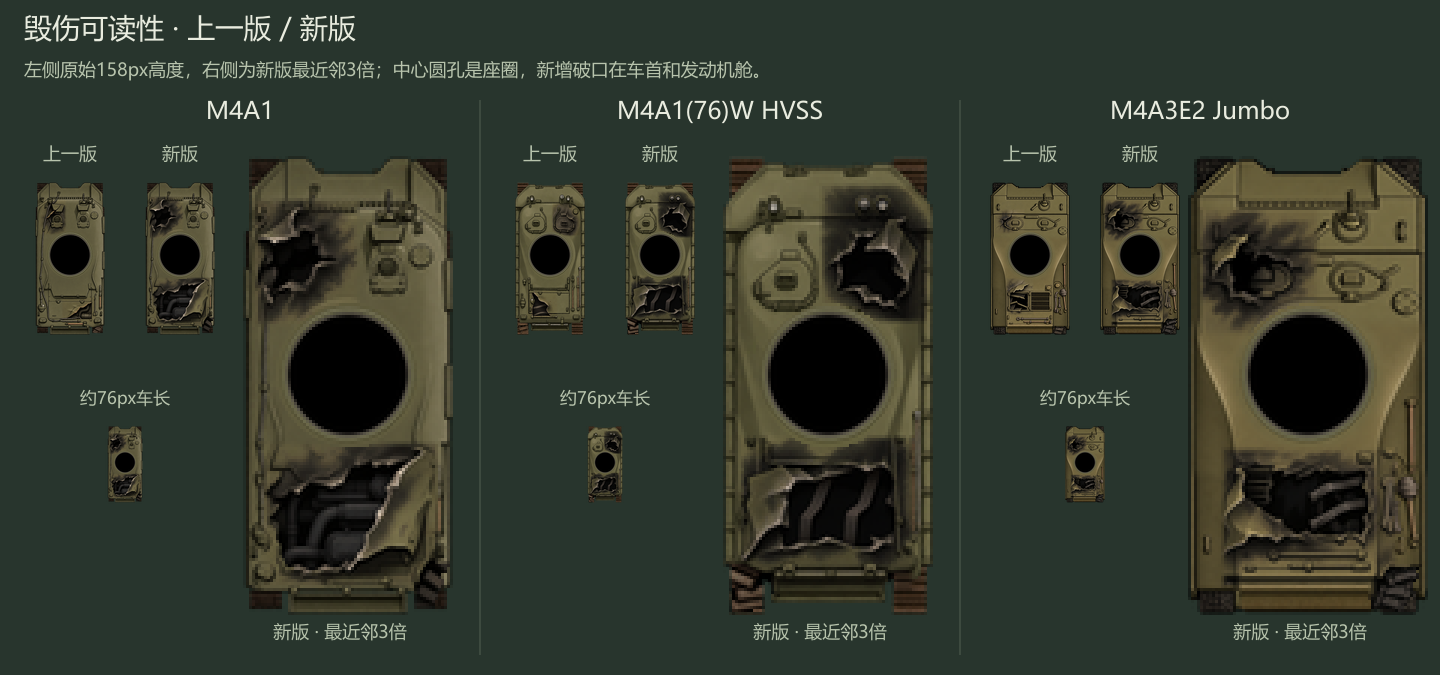 毁伤可读性 · 上一版 / 新版
左侧原始158px高度，右侧为新版最近邻3倍；中心圆孔是座圈，新增破口在车首和发动机舱。
M4A1
上一版 新版
约76px车长
新版 · 最近邻3倍
M4A1(76)W HVSS
上一版 新版
约76px车长
新版 · 最近邻3倍
M4A3E2 Jumbo
上一版 新版
约76px车长
新版 · 最近邻3倍